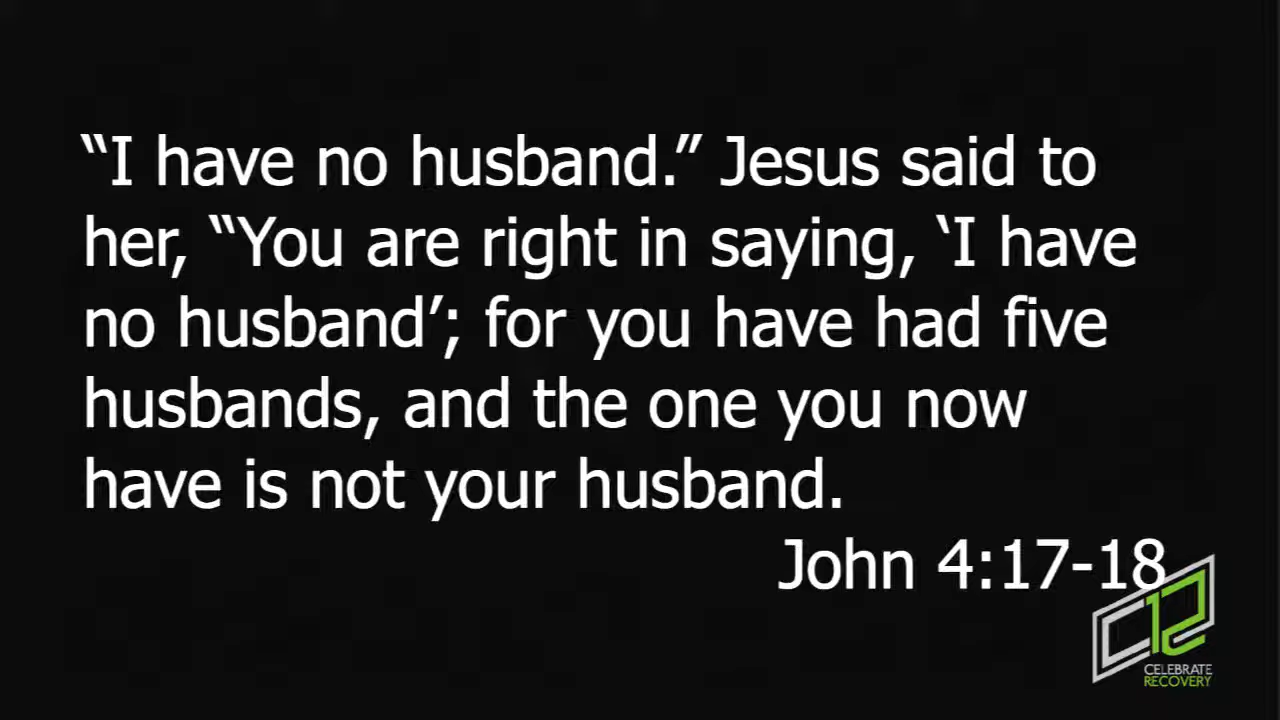 “I have no husband.” Jesus said to
her, “You are right in saying, ‘I have
no husband’; for you have had five
husbands, and the one you now
have is not your husband.
John 4:17-18
C12
CELEBRATE
RECOVERY